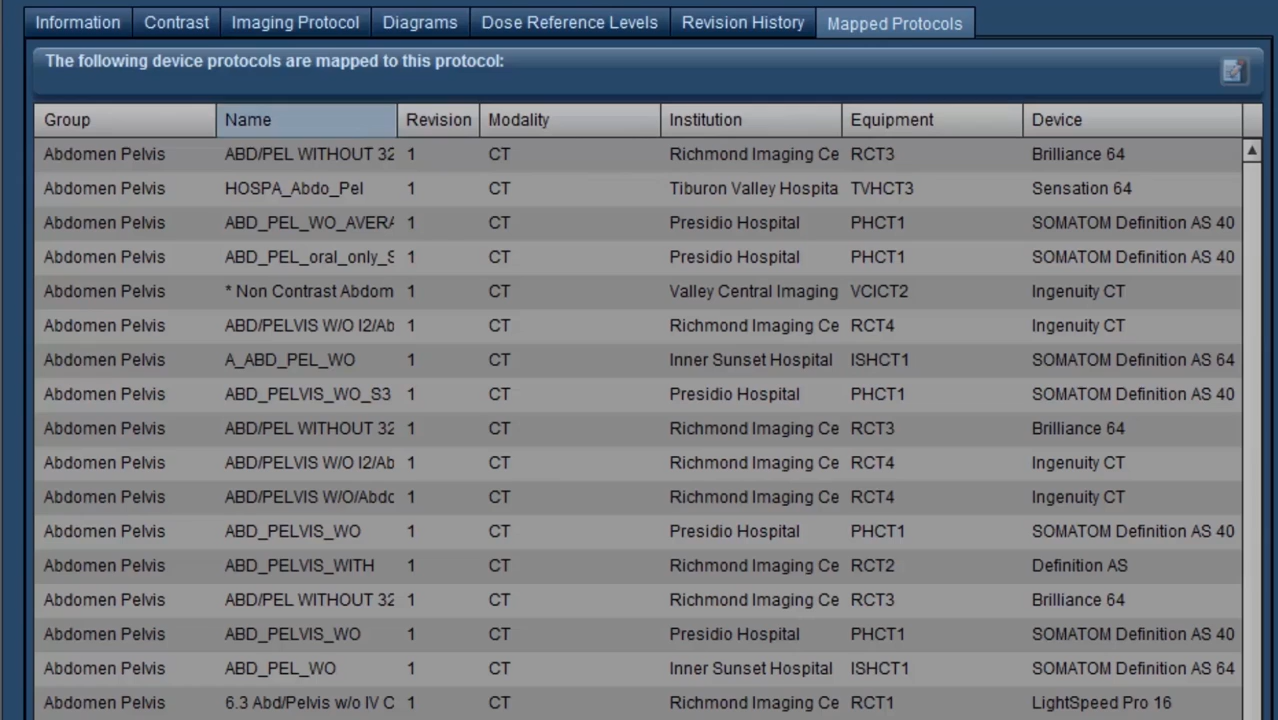 Information Contrast Imaging Protocol Diagrams Dose Reference Levels Revision History Mapped Protocols
The following device protocols are mapped to this protocol:
Group Name Revision Modality Institution Equipment Device
Abdomen Pelvis ABD/PEL WITHOUT 32 1 CT Richmond Imaging Ce RCT3 Brilliance 64
Abdomen Pelvis HOSPA_Abdo_Pel 1 CT Tiburon Valley Hospita TVHCT3 Sensation 64
Abdomen Pelvis ABD_PEL_WO_AVERA 1 CT Presidio Hospital PHCT1 SOMATOM Definition AS 40
Abdomen Pelvis ABD_PEL_oral_only_S 1 CT Presidio Hospital PHCT1 SOMATOM Definition AS 40
Abdomen Pelvis * Non Contrast Abdom 1 CT Valley Central Imaging VCICT2 Ingenuity CT
Abdomen Pelvis ABD/PELVIS W/O I2/Ab 1 CT Richmond Imaging Ce RCT4 Ingenuity CT
Abdomen Pelvis A_ABD_PEL_WO 1 CT Inner Sunset Hospital ISHCT1 SOMATOM Definition AS 64
Abdomen Pelvis ABD_PELVIS_WO_S3 1 CT Presidio Hospital PHCT1 SOMATOM Definition AS 40
Abdomen Pelvis ABD/PEL WITHOUT 32 1 CT Richmond Imaging Ce RCT3 Brilliance 64
Abdomen Pelvis ABD/PELVIS W/O I2/Ab 1 CT Richmond Imaging Ce RCT4 Ingenuity CT
Abdomen Pelvis ABD/PELVIS W/O/Abdo 1 CT Richmond Imaging Ce RCT4 Ingenuity CT
Abdomen Pelvis ABD_PELVIS_WO 1 CT Presidio Hospital PHCT1 SOMATOM Definition AS 40
Abdomen Pelvis ABD_PELVIS_WITH 1 CT Richmond Imaging Ce RCT2 Definition AS
Abdomen Pelvis ABD/PEL WITHOUT 32 1 CT Richmond Imaging Ce RCT3 Brilliance 64
Abdomen Pelvis ABD_PELVIS_WO 1 CT Presidio Hospital PHCT1 SOMATOM Definition AS 40
Abdomen Pelvis ABD_PEL_WO 1 CT Inner Sunset Hospital ISHCT1 SOMATOM Definition AS 64
Abdomen Pelvis 6.3 Abd/Pelvis w/o IV C 1 CT Richmond Imaging Ce RCT1 LightSpeed Pro 16